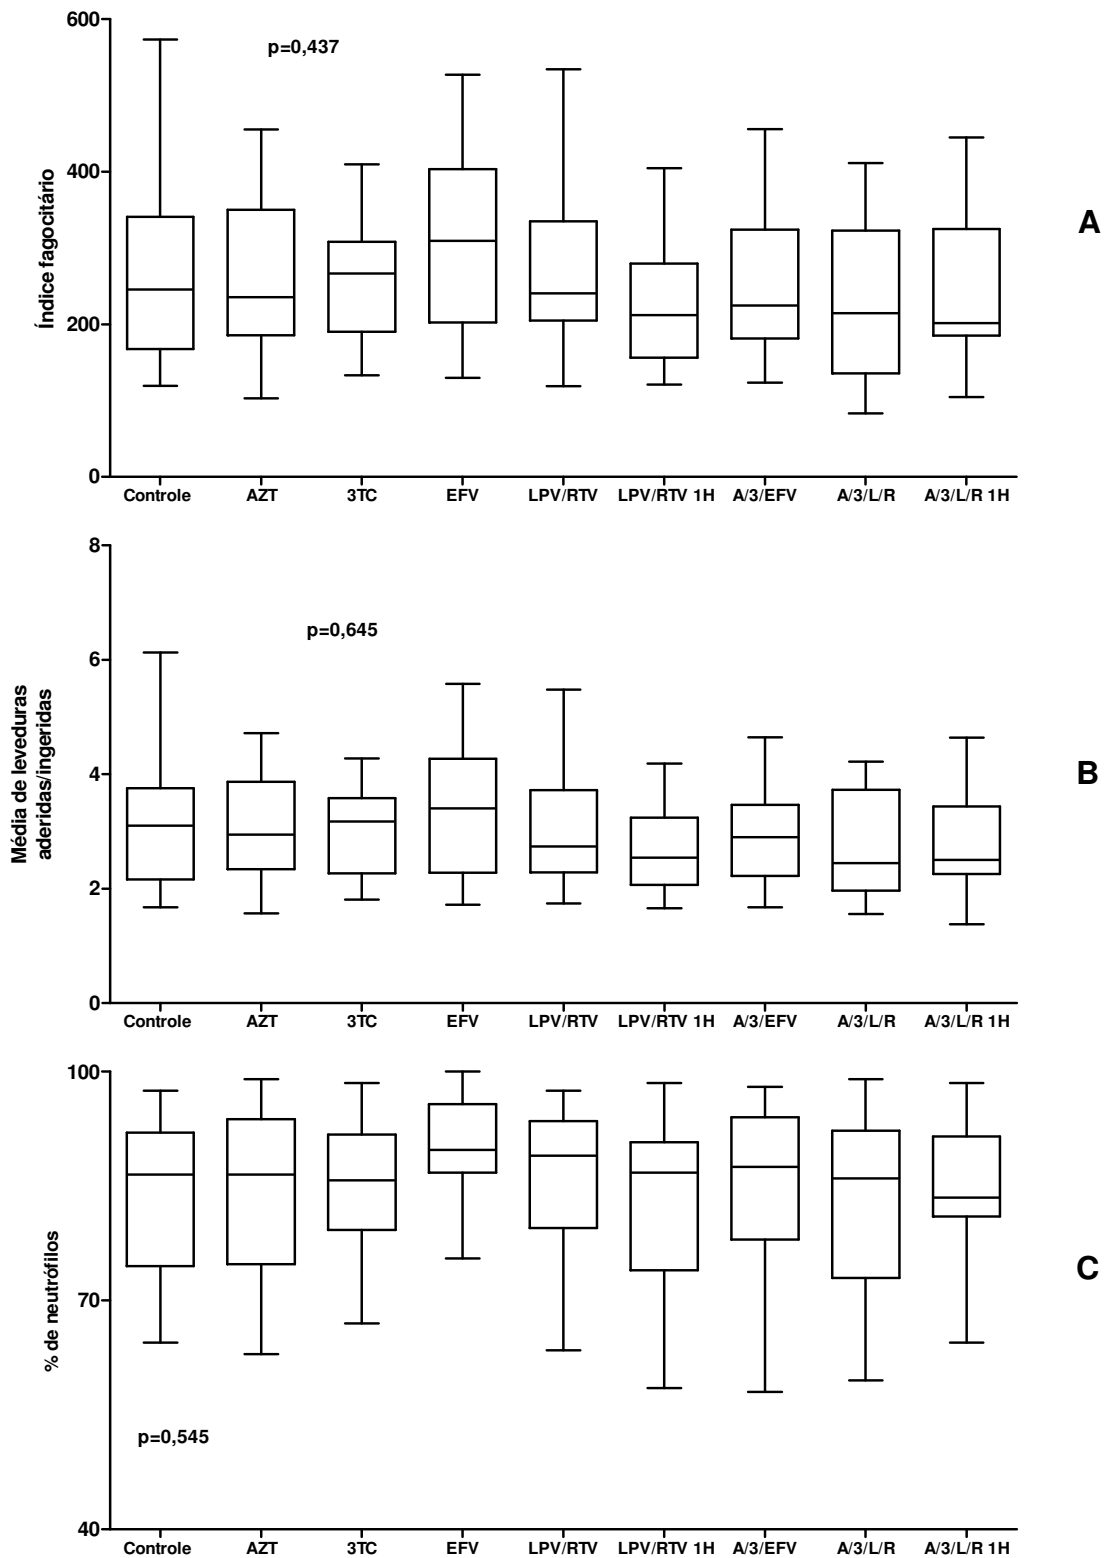 600
p=0,437
400
Índice fagocitário
A
200
0
Controle AZT 3TC EFV LPV/RTV LPV/RTV 1H A/3/EFV A/3/L/R A/3/L/R 1H
8
p=0,645
6
Média de leveduras
aderidas/ingeridas
4
B
2
0
Controle AZT 3TC EFV LPV/RTV LPV/RTV 1H A/3/EFV A/3/L/R A/3/L/R 1H
100
% de neutrófilos
C
70
p=0,545
40
Controle AZT 3TC EFV LPV/RTV LPV/RTV 1H A/3/EFV A/3/L/R A/3/L/R 1H